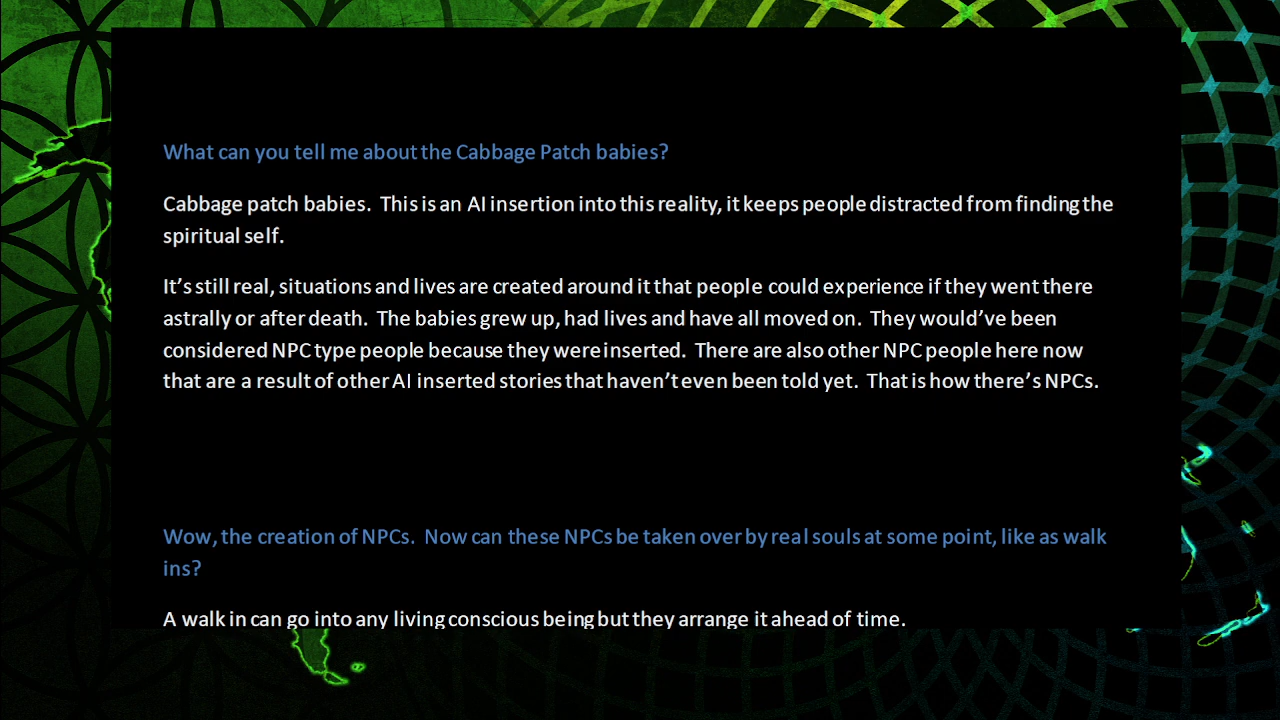 What can you tell me about the Cabbage Patch babies?
Cabbage patch babies.  This is an AI insertion into this reality, it keeps people distracted from finding the
spiritual self.
It’s still real, situations and lives are created around it that people could experience if they went there
astrally or after death.  The babies grew up, had lives and have all moved on.  They would’ve been
considered NPC type people because they were inserted.  There are also other NPC people here now
that are a result of other AI inserted stories that haven’t even been told yet.  That is how there’s NPCs.
Wow, the creation of NPCs.  Now can these NPCs be taken over by real souls at some point, like as walk
ins?
A walk in can go into any living conscious being but they arrange it ahead of time.